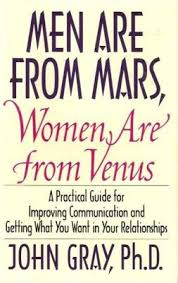 MEN ARE
FROM MARS,
Women Are
from Venus
A Practical Guide for
Improving Communication and
Getting What You Want in Your Relationships
JOHN GRAY, Ph.D.